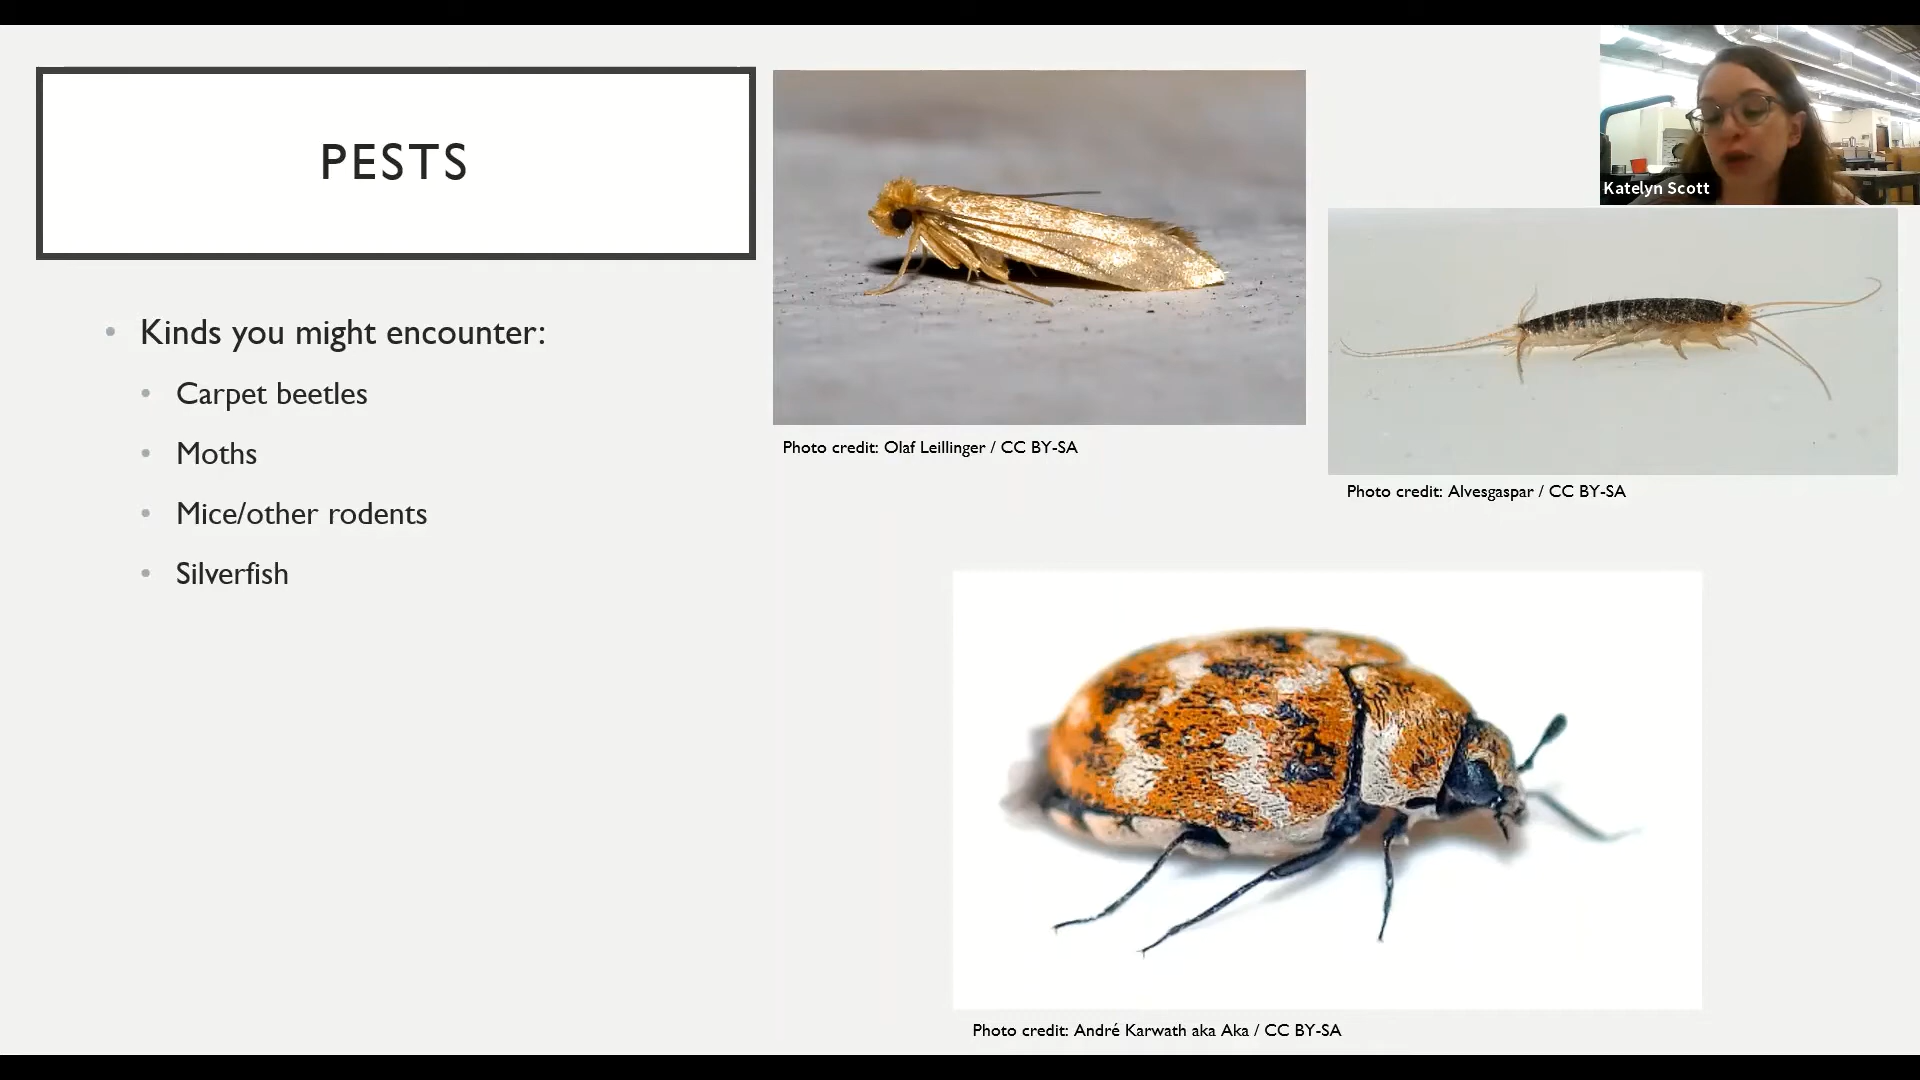 PESTS
Kinds you might encounter:
Carpet beetles
Moths
Mice/other rodents
Silverfish
Photo credit: Olaf Leillinger / CC BY-SA
Katelyn Scott
Photo credit: Alvesgaspar / CC BY-SA
Photo credit: André Karwath aka Aka / CC BY-SA